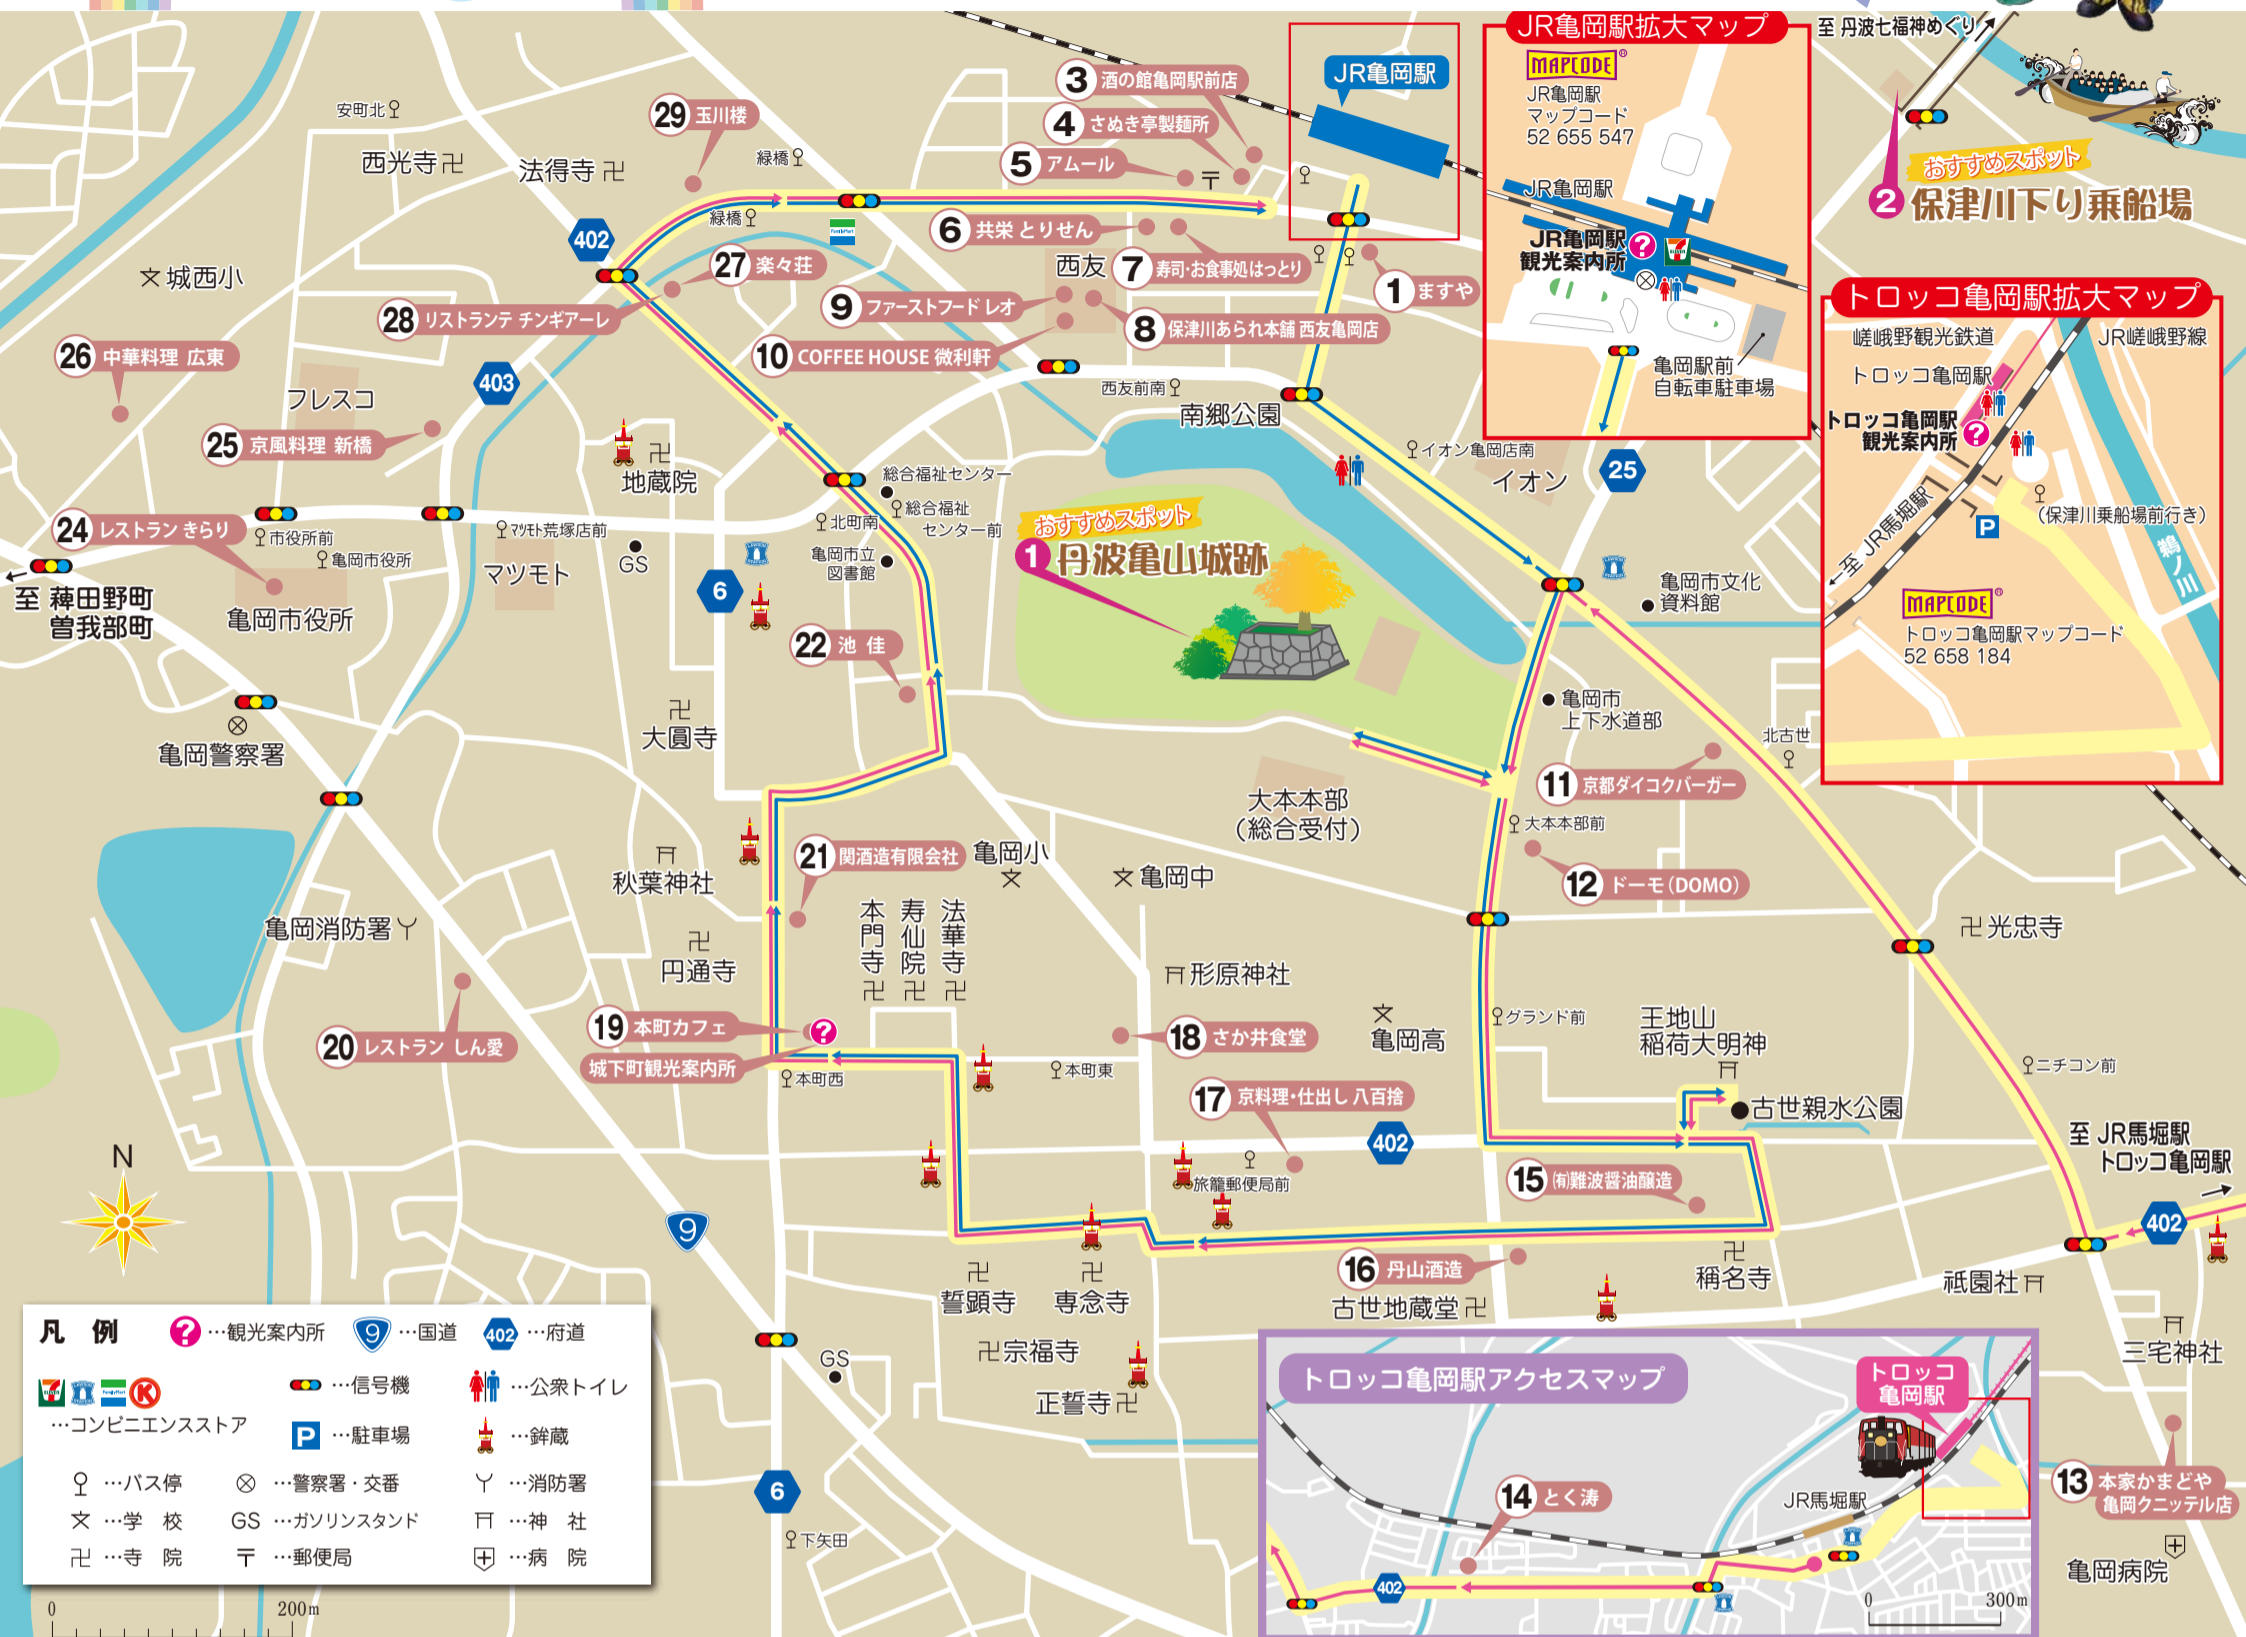 JR亀岡駅
3 酒の館亀岡駅前店
4 さぬき亭製麺所
5 アムール
29 玉川楼
安町北
西光寺
法得寺
緑橋
緑橋
402
6 共栄 とりせん
西友
7 寿司・お食事処はっとり
1 ますや
27 楽々荘
28 リストランテ チンギアーレ
9 ファーストフード レオ
8 保津川あられ本舗 西友亀岡店
10 COFFEE HOUSE 微利軒
城西小
26 中華料理 広東
403
フレスコ
25 京風料理 新橋
西友前南
南郷公園
イオン亀岡店南
イオン
25
地蔵院
総合福祉センター
総合福祉
センター前
北町南
亀岡市立
図書館
24 レストラン きらり
市役所前
亀岡市役所
マツモト荒塚店前
マツモト
GS
亀岡市役所
至 薭田野町
曽我部町
おすすめスポット
1 丹波亀山城跡
6
22 池 佳
亀岡市文化
資料館
亀岡市
上下水道部
北古世
亀岡警察署
大圓寺
11 京都ダイコクバーガー
大本本部
(総合受付)
大本本部前
12 ドーモ(DOMO)
21 関酒造有限会社
亀岡小
亀岡中
秋葉神社
亀岡消防署
円通寺
本門寺
寿仙院
法華寺
形原神社
亀岡高
グランド前
王地山
稲荷大明神
古世親水公園
光忠寺
ニチコン前
20 レストラン しん愛
19 本町カフェ
城下町観光案内所
本町西
本町東
18 さか井食堂
17 京料理・仕出し 八百捨
402
旅籠郵便局前
15 ㈲難波醤油醸造
至 JR馬堀駅
トロッコ亀岡駅
402
N
9
16 丹山酒造
稱名寺
祇園社
誓願寺
専念寺
古世地蔵堂
宗福寺
正誓寺
GS
三宅神社
6
下矢田
13 本家かまどや
亀岡クニッテル店
亀岡病院
JR亀岡駅拡大マップ
MAPCODE®
JR亀岡駅
マップコード
52 655 547
JR亀岡駅
JR亀岡駅
観光案内所
亀岡駅前
自転車駐車場
至 丹波七福神めぐり
おすすめスポット
2 保津川下り乗船場
トロッコ亀岡駅拡大マップ
嵯峨野観光鉄道
JR嵯峨野線
トロッコ亀岡駅
トロッコ亀岡駅
観光案内所
(保津川乗船場前行き)
P
←至 JR馬堀駅
鵜ノ川
MAPCODE®
トロッコ亀岡駅マップコード
52 658 184
トロッコ亀岡駅アクセスマップ
トロッコ
亀岡駅
14 とく涛
JR馬堀駅
402
0 300m
凡 例
? …観光案内所
9 …国道
402 …府道
…コンビニエンスストア
…信号機
…公衆トイレ
P …駐車場
…鉾蔵
…バス停
…警察署・交番
…消防署
…学 校
GS …ガソリンスタンド
…神 社
…寺 院
…郵便局
…病 院
0 200m